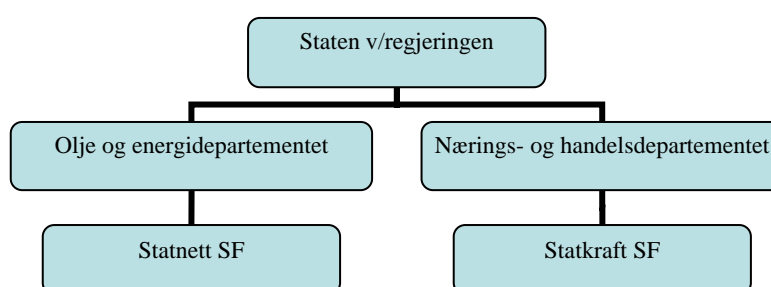 Staten v/regjeringen
Olje og energidepartementet
Nærings- og handelsdepartementet
Statnett SF
Statkraft SF